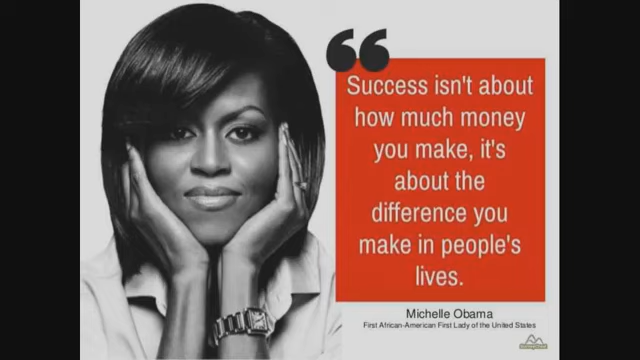 Success isn't about
how much money
you make, it's
about the
difference you
make in people's
lives.
Michelle Obama
First African-American First Lady of the United States